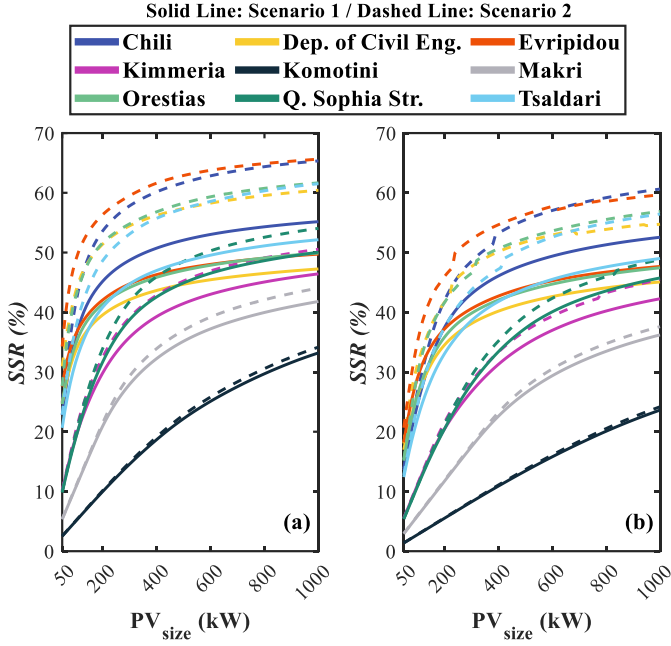 Solid Line: Scenario 1 / Dashed Line: Scenario 2
Chili Dep. of Civil Eng. Evripidou
Kimmeria Komotini Makri
Orestias Q. Sophia Str. Tsaldari
70
60
50
40
30
20
10
0
SSR (%)
50 200 400 600 800 1000
PVsize (kW)
(a)
70
60
50
40
30
20
10
0
SSR (%)
50 200 400 600 800 1000
PVsize (kW)
(b)